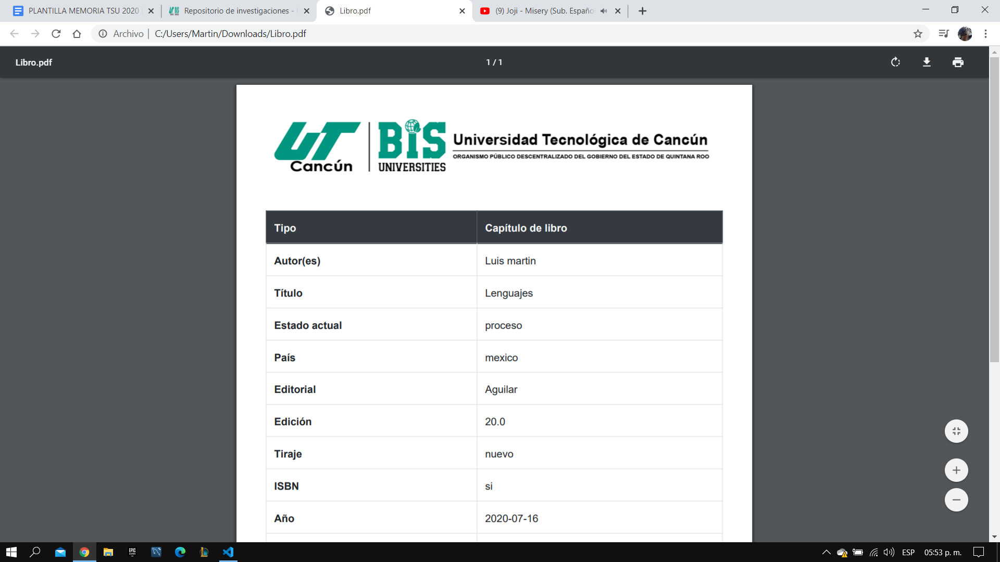 PLANTILLA MEMORIA TSU 2020
Repositorio de investigaciones -
Libro.pdf
(9) Joji - Misery (Sub. Españo
Archivo | C:/Users/Martin/Downloads/Libro.pdf
Libro.pdf
1 / 1
UT
Cancún
BIS
UNIVERSITIES
Universidad Tecnológica de Cancún
ORGANISMO PÚBLICO DESCENTRALIZADO DEL GOBIERNO DEL ESTADO DE QUINTANA ROO
Tipo Capítulo de libro
Autor(es) Luis martin
Título Lenguajes
Estado actual proceso
País mexico
Editorial Aguilar
Edición 20.0
Tiraje nuevo
ISBN si
Año 2020-07-16
EPIC
GAMES
ESP
05:53 p. m.